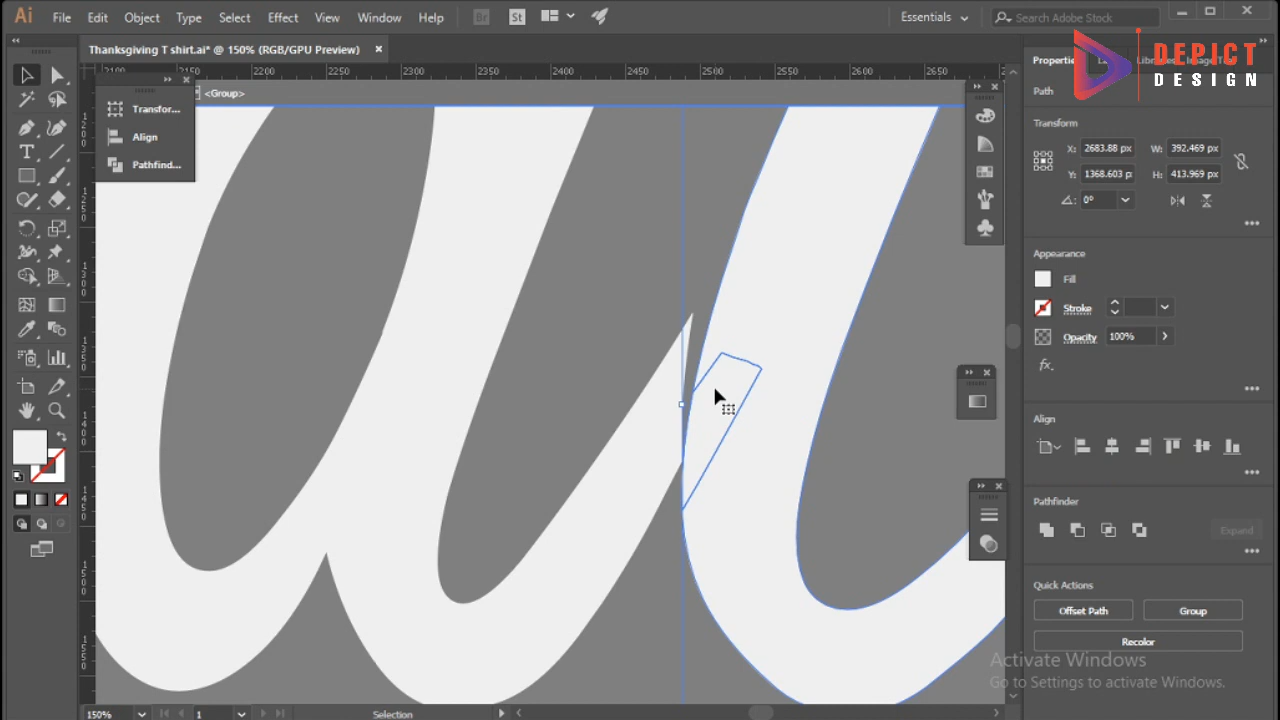 Ai File Edit Object Type Select Effect View Window Help Br St Essentials Search Adobe Stock
Thanksgiving T shirt.ai* @ 150% (RGB/GPU Preview)
DEPICT
DESIGN
2200 2250 2300 2350 2400 2450 2500 2550 2600 2650
<Group>
Transfor...
Align
Pathfind...
Path
Transform
X: 2683.88 px W: 392.469 px
Y: 1368.603 p H: 413.969 px
0°
Appearance
Fill
Stroke
Opacity 100%
fx.
Align
Pathfinder
Expand
Quick Actions
Offset Path Group
Recolor
Activate Windows
Go to Settings to activate Windows.
150% 1 Selection